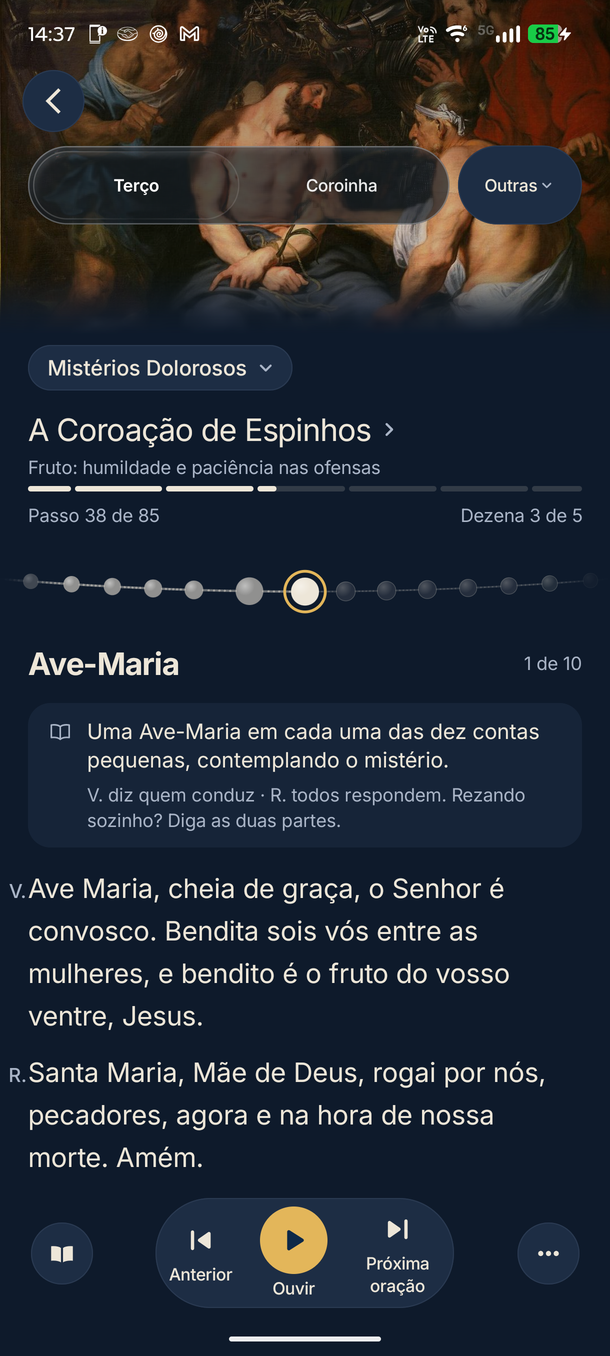 14:37
Vo))
LTE
6
5G
85
Terço
Coroinha
Outras
Mistérios Dolorosos
A Coroação de Espinhos
Fruto: humildade e paciência nas ofensas
Passo 38 de 85
Dezena 3 de 5
Ave-Maria
1 de 10
Uma Ave-Maria em cada uma das dez contas
pequenas, contemplando o mistério.
V. diz quem conduz · R. todos respondem. Rezando
sozinho? Diga as duas partes.
V. Ave Maria, cheia de graça, o Senhor é
convosco. Bendita sois vós entre as
mulheres, e bendito é o fruto do vosso
ventre, Jesus.
R. Santa Maria, Mãe de Deus, rogai por nós,
pecadores, agora e na hora de nossa
morte. Amém.
Anterior
Ouvir
Próxima
oração